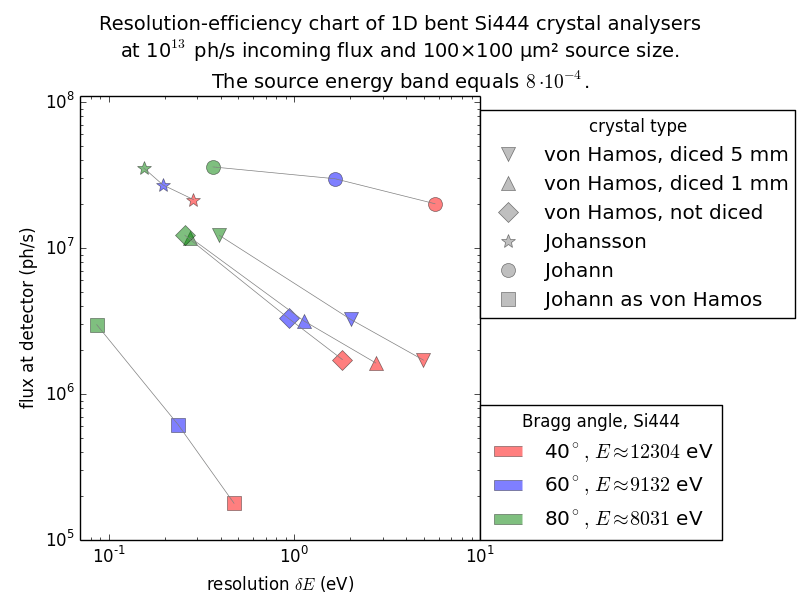 Resolution-efficiency chart of 1D bent Si444 crystal analysers
at 10¹³ ph/s incoming flux and 100×100 µm² source size.
The source energy band equals 8·10⁻⁴.
10⁸
10⁷
10⁶
10⁵
flux at detector (ph/s)
10⁻¹
10⁰
10¹
resolution δE (eV)
crystal type
von Hamos, diced 5 mm
von Hamos, diced 1 mm
von Hamos, not diced
Johansson
Johann
Johann as von Hamos
Bragg angle, Si444
40°, E≈12304 eV
60°, E≈9132 eV
80°, E≈8031 eV